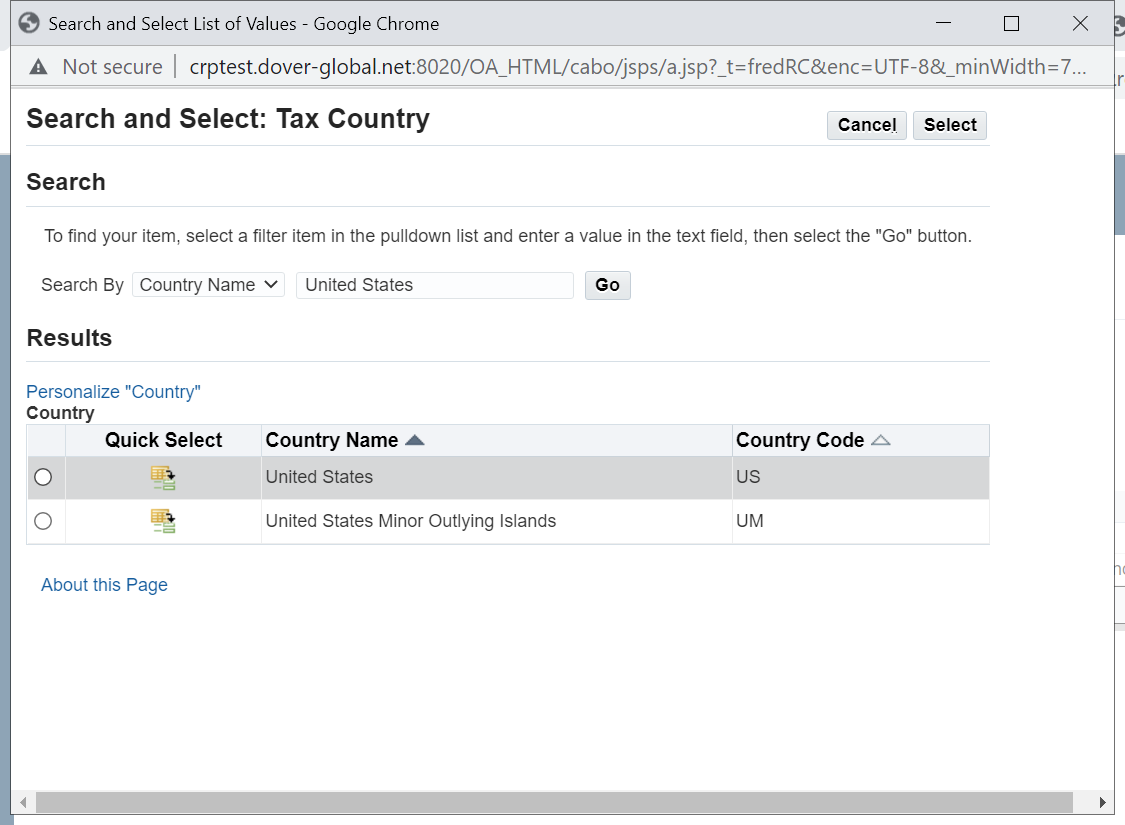 Search and Select List of Values - Google Chrome
Not secure | crptest.dover-global.net:8020/OA_HTML/cabo/jsps/a.jsp?_t=fredRC&enc=UTF-8&_minWidth=7...
Search and Select: Tax Country
Cancel Select
Search
To find your item, select a filter item in the pulldown list and enter a value in the text field, then select the "Go" button.
Search By Country Name United States Go
Results
Personalize "Country"
Country
Quick Select Country Name Country Code
United States US
United States Minor Outlying Islands UM
About this Page